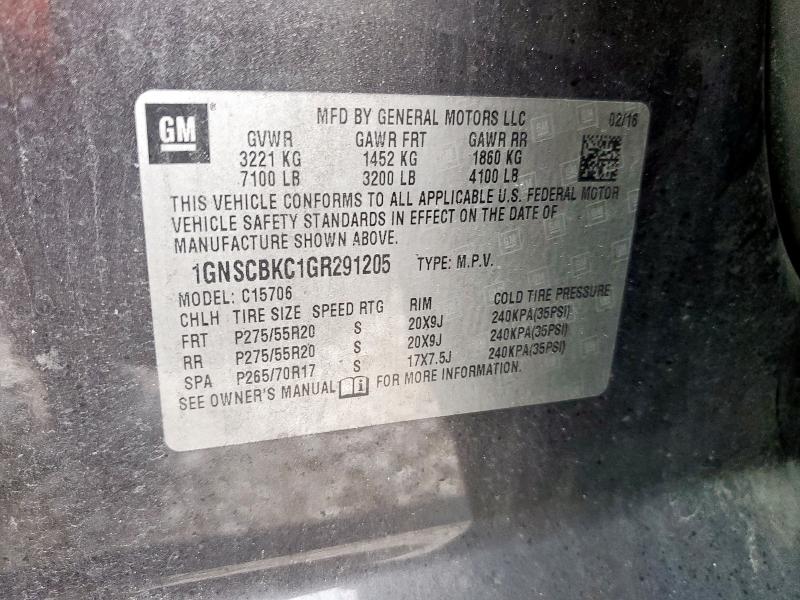 GM
®
MFD BY GENERAL MOTORS LLC 02/16
GVWR GAWR FRT GAWR RR
3221 KG 1452 KG 1860 KG
7100 LB 3200 LB 4100 LB
THIS VEHICLE CONFORMS TO ALL APPLICABLE U.S. FEDERAL MOTOR
VEHICLE SAFETY STANDARDS IN EFFECT ON THE DATE OF
MANUFACTURE SHOWN ABOVE.
1GNSCBKC1GR291205 TYPE: M.P.V.
MODEL: C15706
CHLH TIRE SIZE SPEED RTG RIM COLD TIRE PRESSURE
FRT P275/55R20 S 20X9J 240KPA(35PSI)
RR P275/55R20 S 20X9J 240KPA(35PSI)
SPA P265/70R17 S 17X7.5J 240KPA(35PSI)
SEE OWNER'S MANUAL FOR MORE INFORMATION.